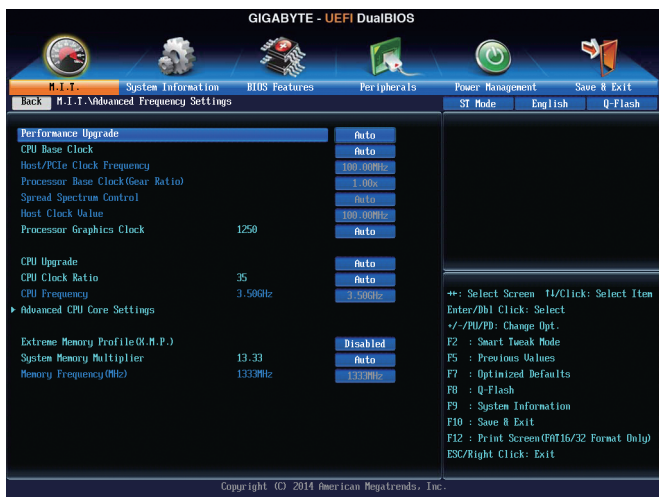 GIGABYTE - UEFI DualBIOS
M.I.T. System Information BIOS Features Peripherals Power Management Save & Exit
Back M.I.T.\Advanced Frequency Settings ST Mode English Q-Flash
Performance Upgrade Auto
CPU Base Clock Auto
Host/PCIe Clock Frequency 100.00MHz
Processor Base Clock(Gear Ratio) 1.00x
Spread Spectrum Control Auto
Host Clock Value 100.00MHz
Processor Graphics Clock 1250 Auto
CPU Upgrade Auto
CPU Clock Ratio 35 Auto
CPU Frequency 3.50GHz 3.50GHz
Advanced CPU Core Settings
Extreme Memory Profile(X.M.P.) Disabled
System Memory Multiplier 13.33 Auto
Memory Frequency(MHz) 1333MHz 1333MHz
→←: Select Screen ↑↓/Click: Select Item
Enter/Dbl Click: Select
+/-/PU/PD: Change Opt.
F2 : Smart Tweak Mode
F5 : Previous Values
F7 : Optimized Defaults
F8 : Q-Flash
F9 : System Information
F10 : Save & Exit
F12 : Print Screen(FAT16/32 Format Only)
ESC/Right Click: Exit
Copyright (C) 2014 American Megatrends, Inc.